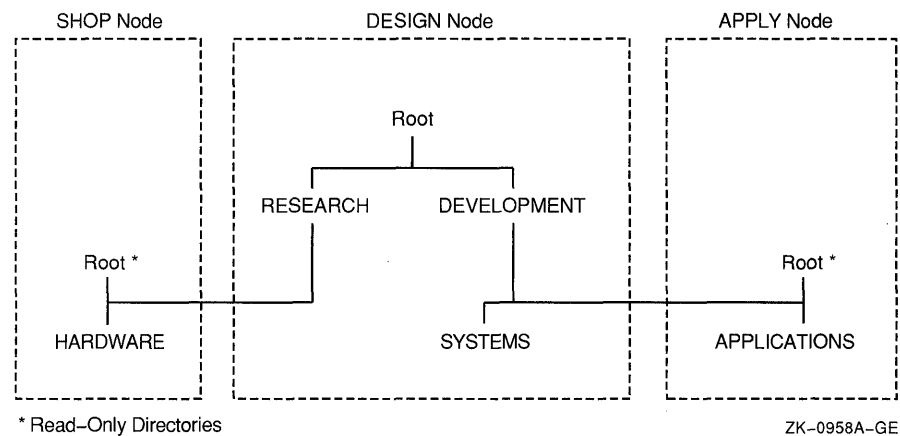 SHOP Node
DESIGN Node
APPLY Node
Root
RESEARCH
DEVELOPMENT
Root *
Root *
HARDWARE
SYSTEMS
APPLICATIONS
* Read–Only Directories
ZK–0958A–GE